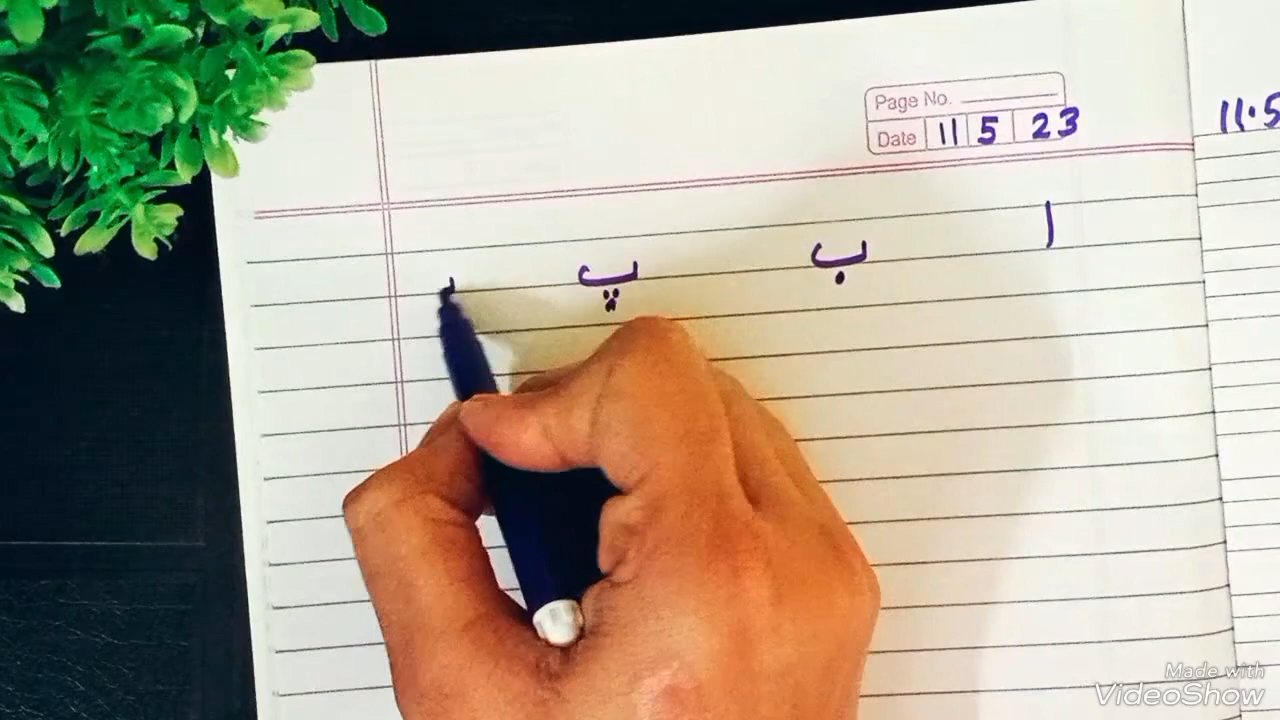 Page No.
Date 11 5 23
11.5
ا ب پ
Made with
VideoShow